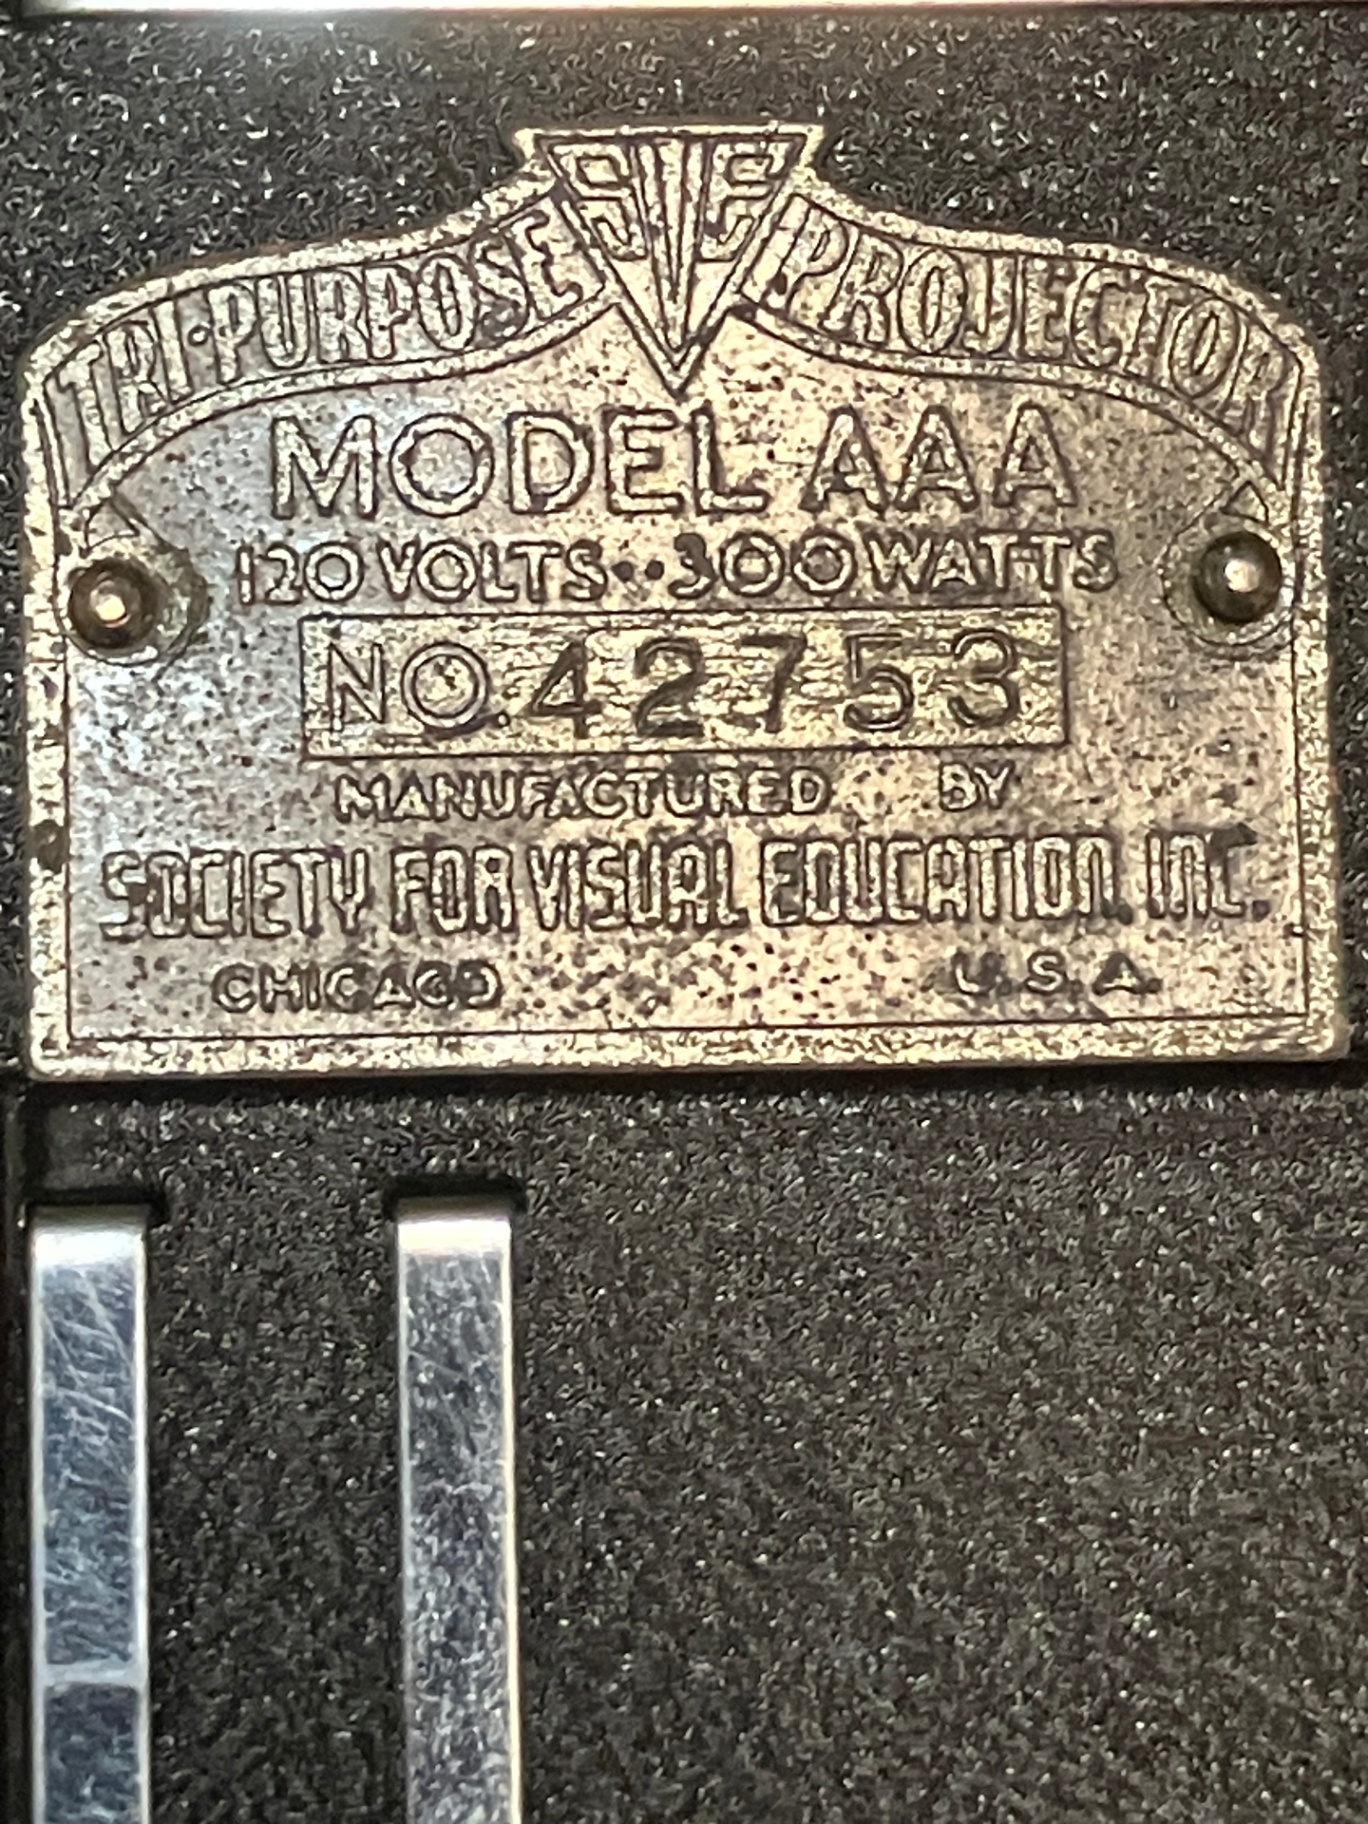 SVE
TRI-PURPOSE PROJECTOR
MODEL AAA
120 VOLTS··300 WATTS
NO. 42753
MANUFACTURED BY
SOCIETY FOR VISUAL EDUCATION, INC.
CHICAGO U.S.A.